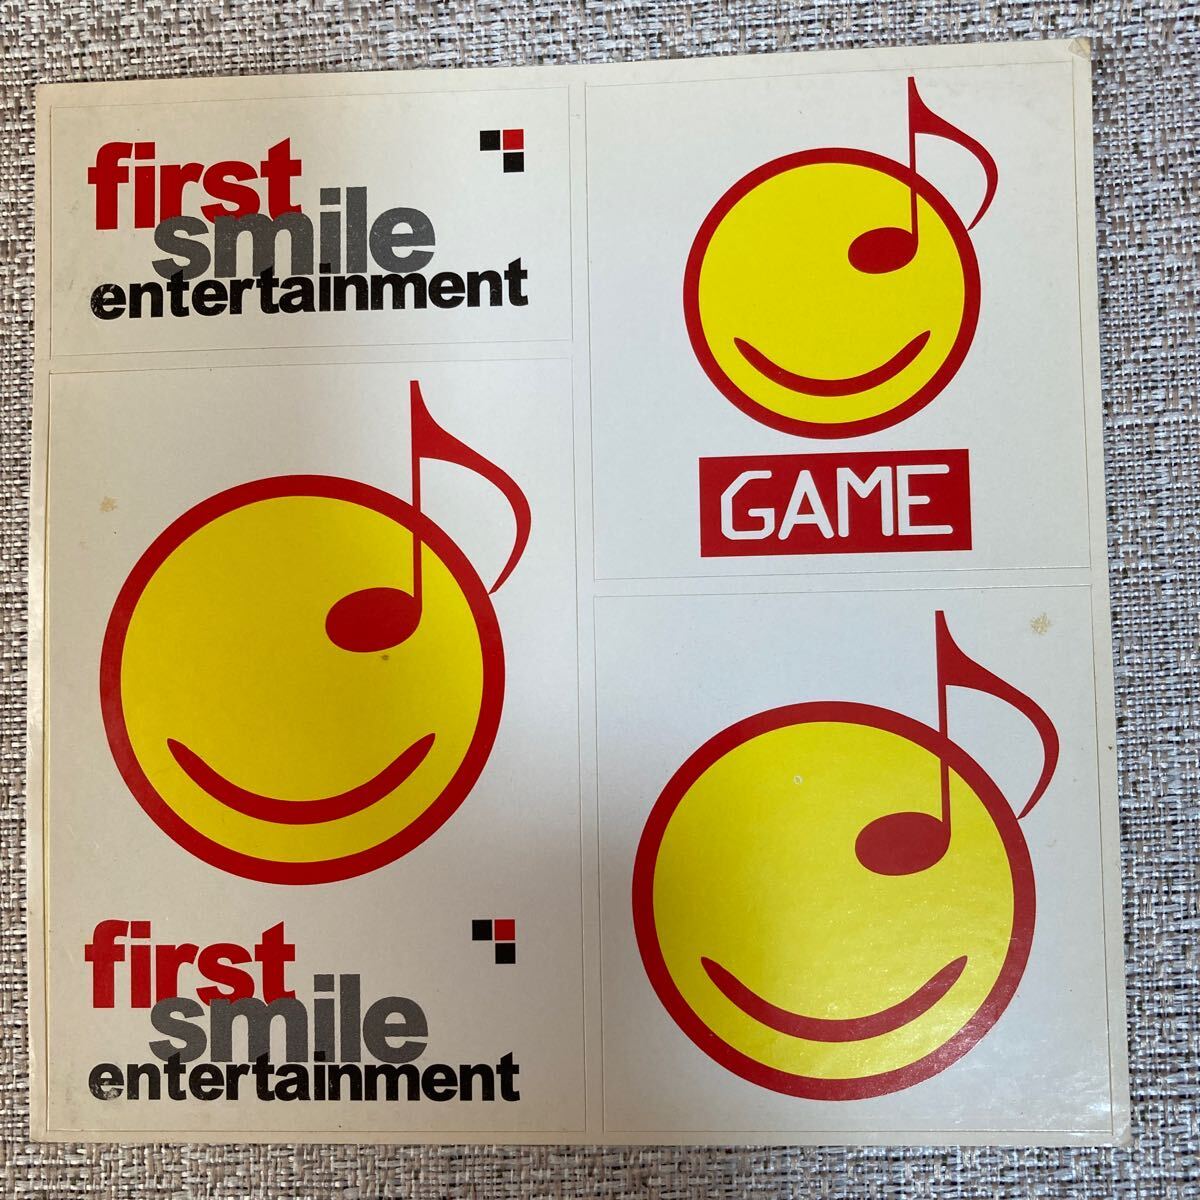 first
smile
entertainment
GAME
first
smile
entertainment